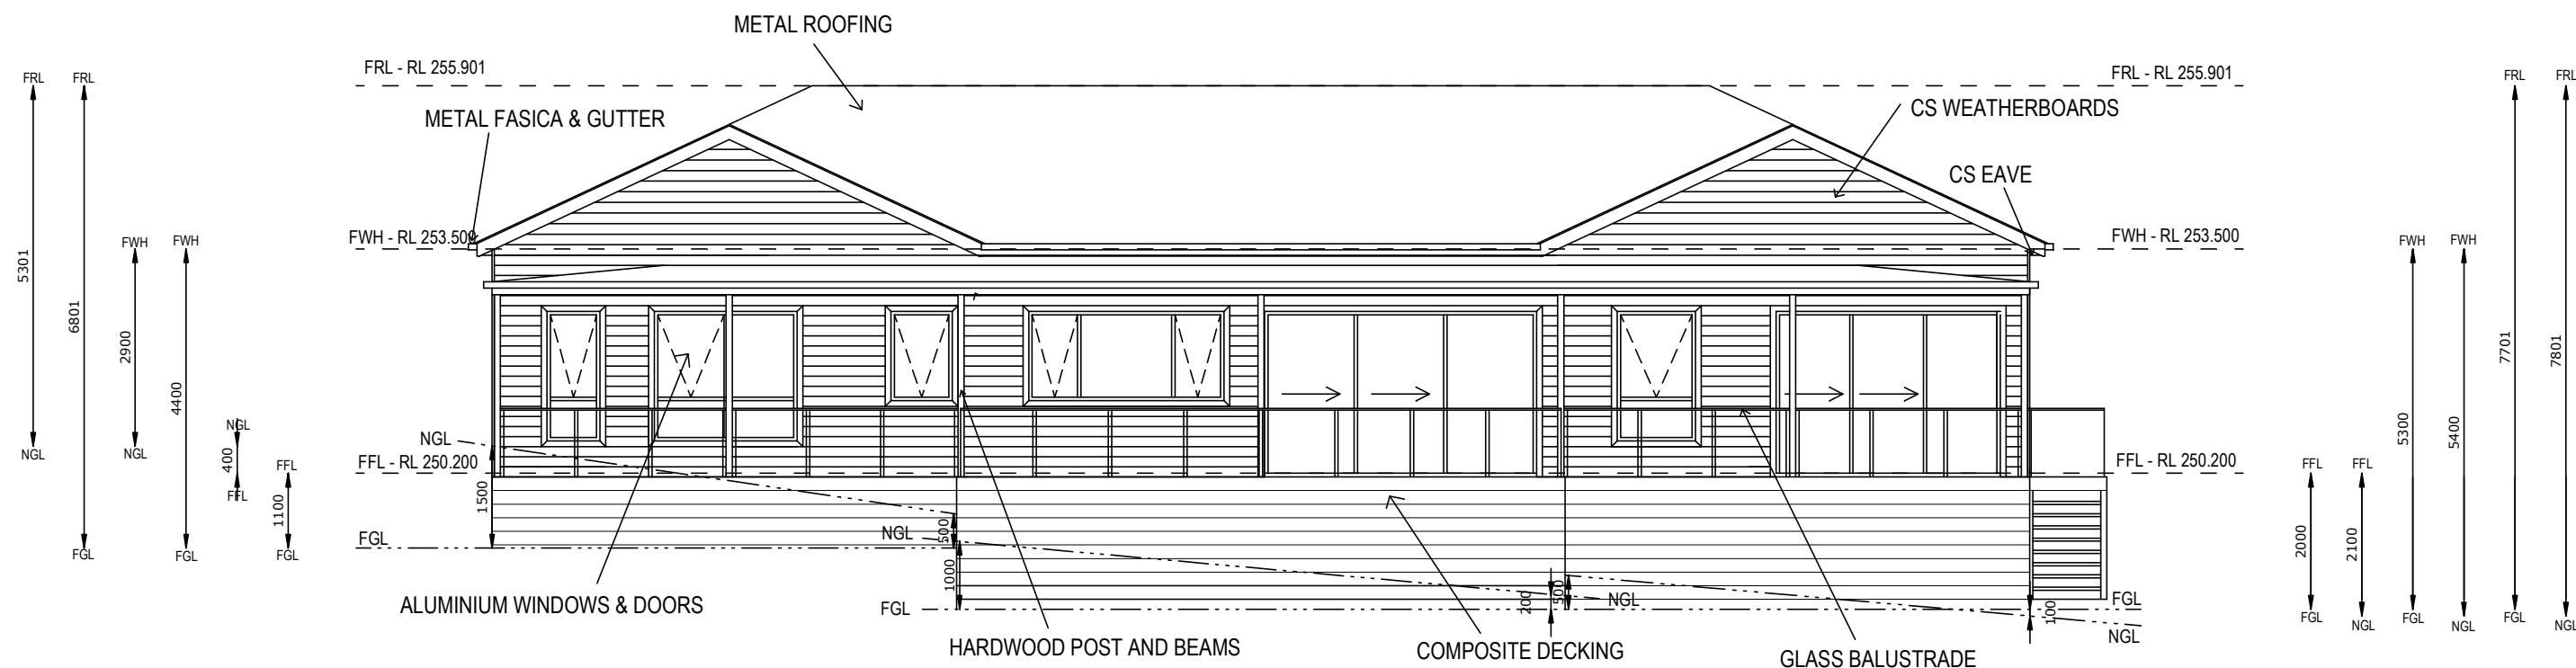 METAL ROOFING
FRL - RL 255.901
FRL - RL 255.901
FRL
FRL
FRL
FRL
METAL FASICA & GUTTER
CS WEATHERBOARDS
CS EAVE
FWH - RL 253.500
FWH - RL 253.500
FWH
FWH
FWH
FWH
5301
6801
2900
4400
NGL
400
FFL
NGL
NGL
FFL
1100
FGL
FGL
FGL
NGL
FFL - RL 250.200
FFL - RL 250.200
1500
FGL
500
NGL
1000
FGL
200
500
NGL
FGL
100
NGL
ALUMINIUM WINDOWS & DOORS
HARDWOOD POST AND BEAMS
COMPOSITE DECKING
GLASS BALUSTRADE
FFL
FFL
2000
2100
5300
5400
7701
7801
FGL
NGL
FGL
NGL
FGL
NGL